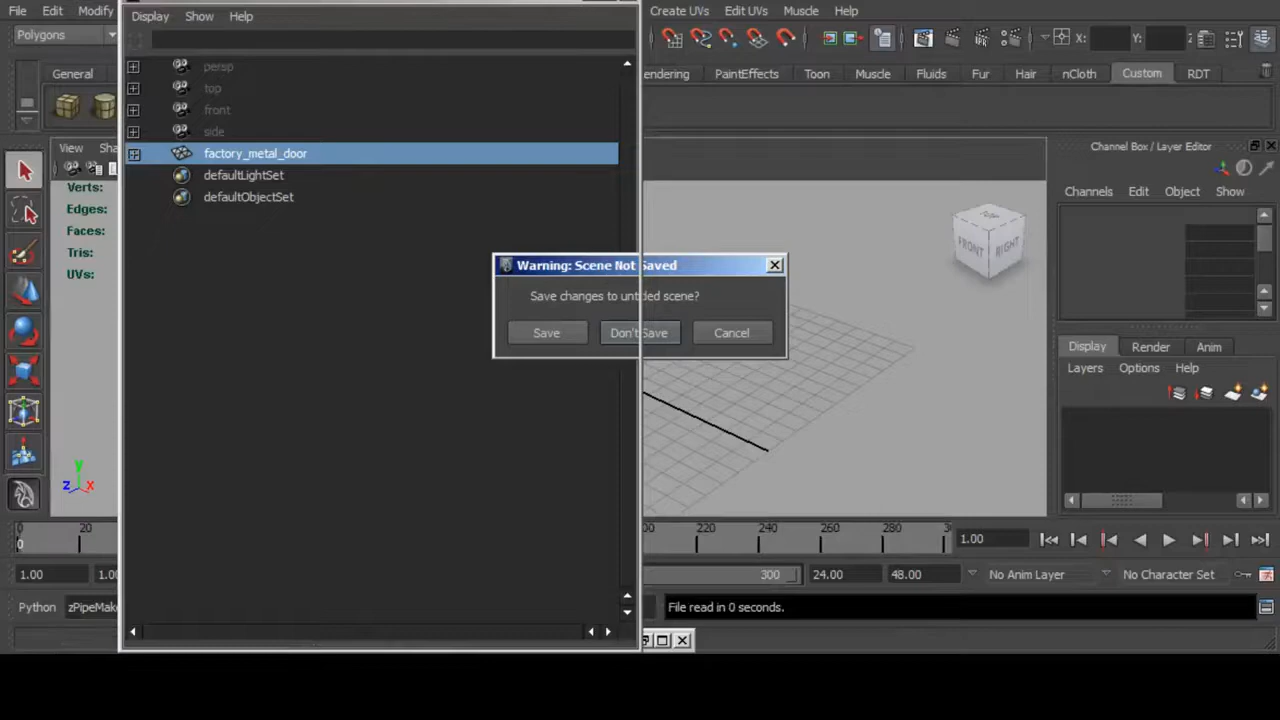 File Edit Modify
Display Show Help
Create UVs Edit UVs Muscle Help
Polygons
X: Y: Z
General
PaintEffects Toon Muscle Fluids Fur Hair nCloth Custom RDT
persp
top
front
side
factory_metal_door
defaultLightSet
defaultObjectSet
View
Verts:
Edges:
Faces:
Tris:
UVs:
FRONT RIGHT
Channel Box / Layer Editor
Channels Edit Object Show
Warning: Scene Not Saved
Save changes to untitled scene?
Save Don't Save Cancel
Display Render Anim
Layers Options Help
y
z x
0 20
220 240 260 280
0
1.00
1.00
300 24.00 48.00 No Anim Layer No Character Set
Python
File read in 0 seconds.